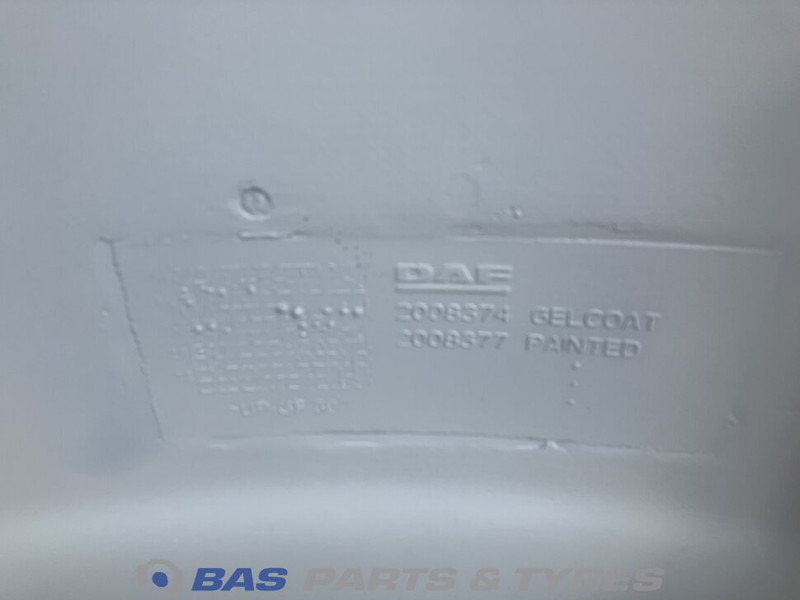 DAF
2008374 GELCOAT
2008377 PAINTED
BAS PARTS & TYRES